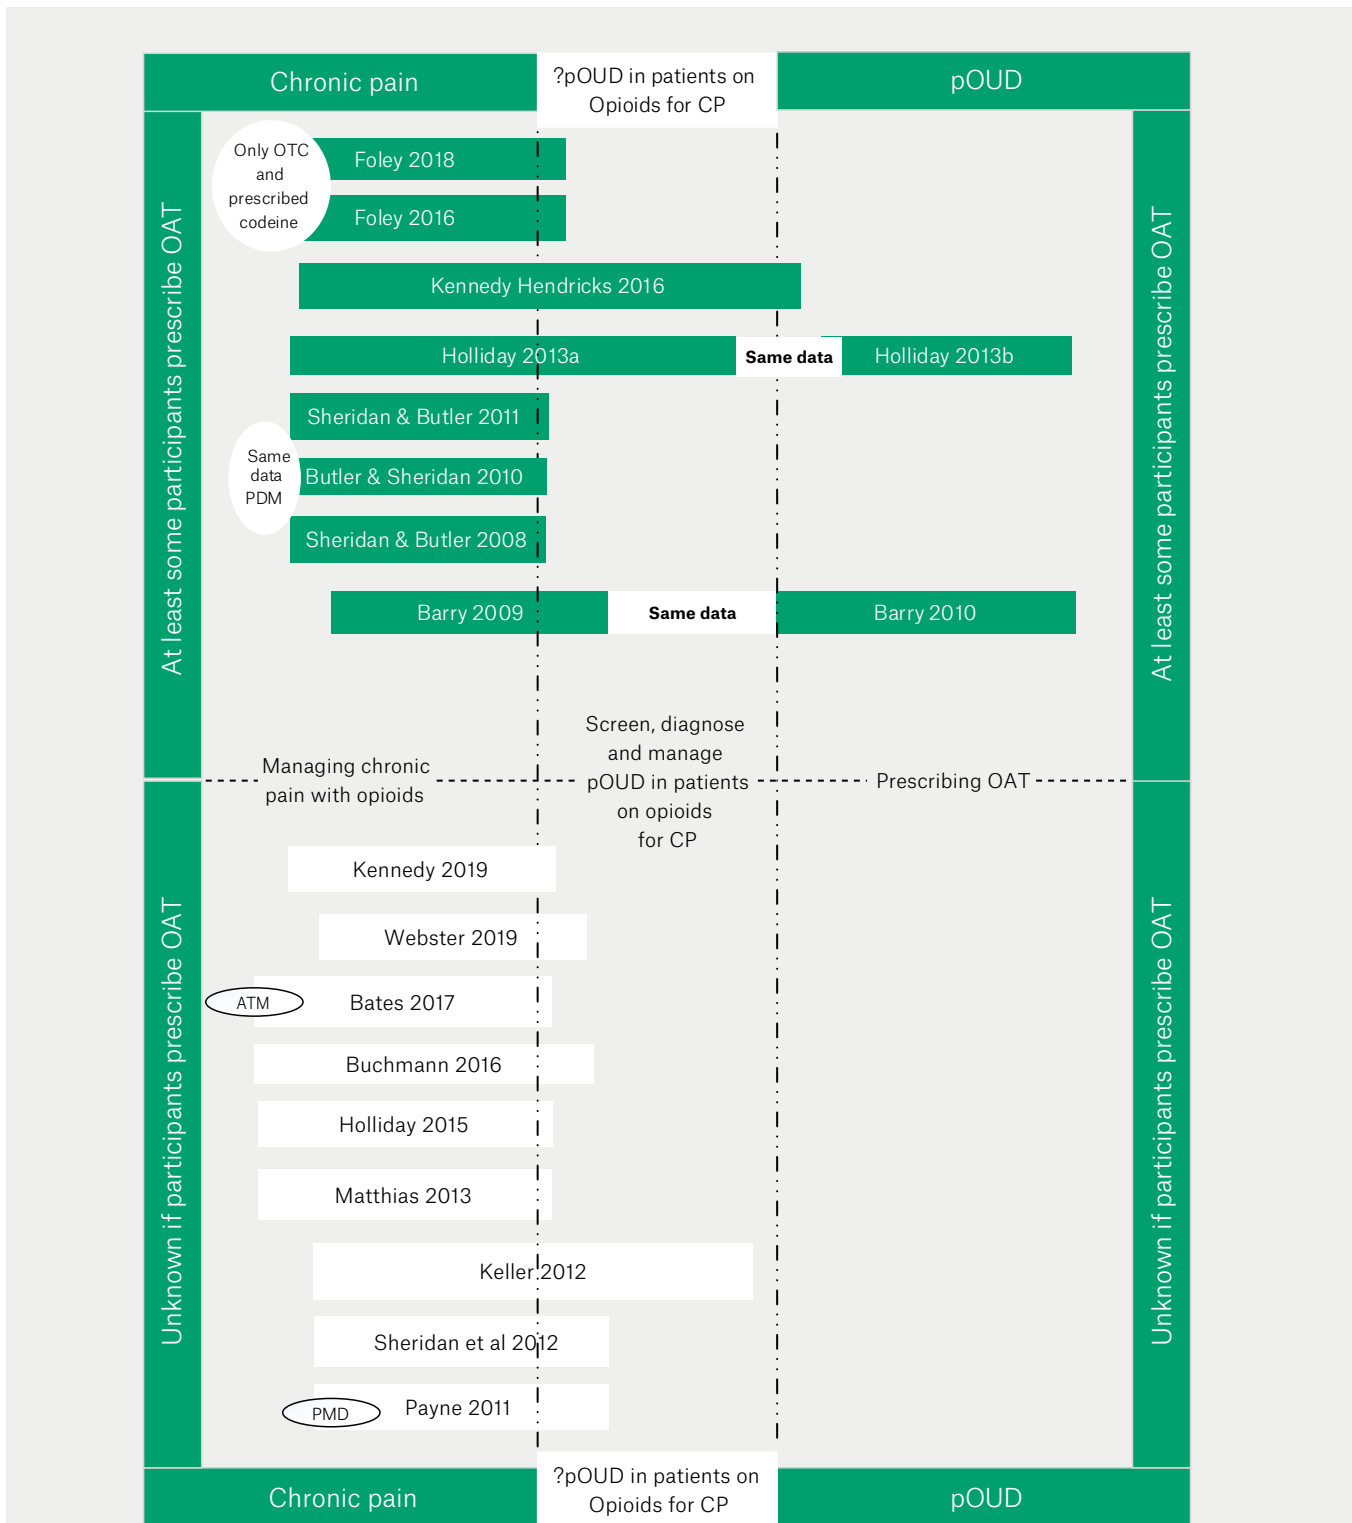 Chronic pain
?pOUD in patients on
Opioids for CP
pOUD
At least some participants prescribe OAT
At least some participants prescribe OAT
Only OTC
and
prescribed
codeine
Foley 2018
Foley 2016
Kennedy Hendricks 2016
Holliday 2013a
Same data
Holliday 2013b
Sheridan & Butler 2011
Same
data
PDM
Butler & Sheridan 2010
Sheridan & Butler 2008
Barry 2009
Same data
Barry 2010
Managing chronic
pain with opioids
Screen, diagnose
and manage
pOUD in patients
on opioids
for CP
Prescribing OAT
Unknown if participants prescribe OAT
Unknown if participants prescribe OAT
Kennedy 2019
Webster 2019
ATM
Bates 2017
Buchmann 2016
Holliday 2015
Matthias 2013
Keller 2012
Sheridan et al 2012
PMD
Payne 2011
Chronic pain
?pOUD in patients on
Opioids for CP
pOUD